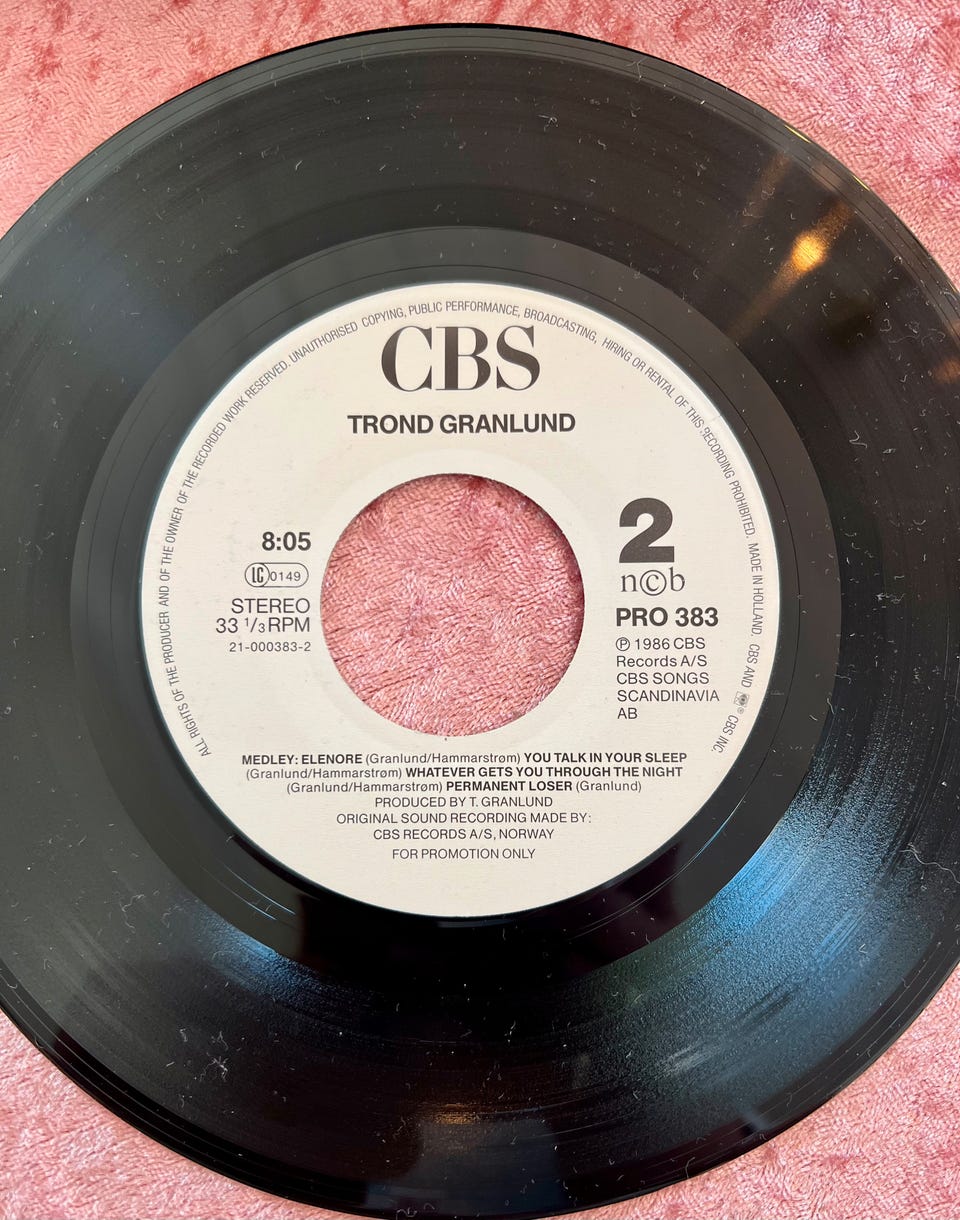 ALL RIGHTS OF THE PRODUCER AND OF THE OWNER OF THE RECORDED WORK RESERVED. UNAUTHORISED COPYING, PUBLIC PERFORMANCE, BROADCASTING, HIRING OR RENTAL OF THIS RECORDING PROHIBITED. MADE IN HOLLAND. CBS AND ® CBS INC.
CBS
TROND GRANLUND
8:05
LC 0149
STEREO
33 1/3 RPM
21-000383-2
2
n©b
PRO 383
℗ 1986 CBS
Records A/S
CBS SONGS
SCANDINAVIA
AB
MEDLEY: ELENORE (Granlund/Hammarstrøm) YOU TALK IN YOUR SLEEP
(Granlund/Hammarstrøm) WHATEVER GETS YOU THROUGH THE NIGHT
(Granlund/Hammarstrøm) PERMANENT LOSER (Granlund)
PRODUCED BY T. GRANLUND
ORIGINAL SOUND RECORDING MADE BY:
CBS RECORDS A/S, NORWAY
FOR PROMOTION ONLY